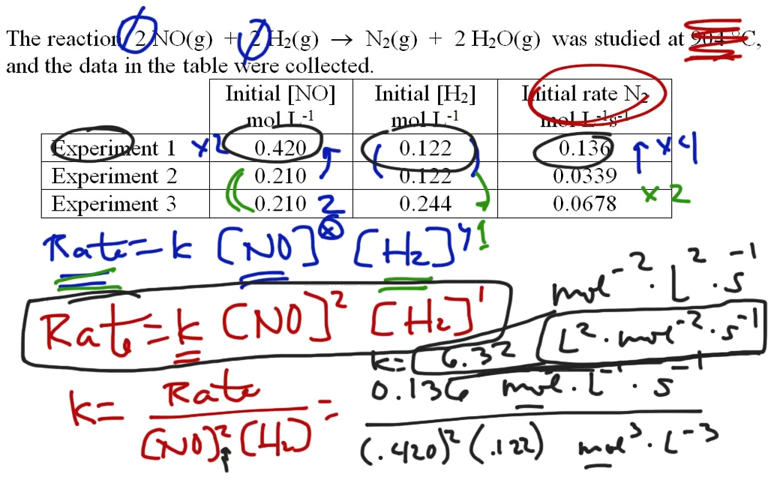 The reaction 2 NO(g) + 2 H₂(g) → N₂(g) + 2 H₂O(g) was studied at 904 °C,
and the data in the table were collected.
Initial [NO] Initial [H₂] Initial rate N₂
mol L⁻¹ mol L⁻¹ mol L⁻¹s⁻¹
Experiment 1 ×2 0.420 0.122 0.136 ×4
Experiment 2 0.210 0.122 0.0339
Experiment 3 0.210 2 0.244 0.0678 ×2
Rate = k [NO]ˣ [H₂]ʸ 1
mol⁻² · L² · s⁻¹
Rate = k [NO]² [H₂]¹
L² · mol⁻² · s⁻¹
k = 6.32
k = Rate / [NO]² [H₂] = 0.136 mol · L⁻¹ · s⁻¹ / (.420)² (.122) mol³ · L⁻³